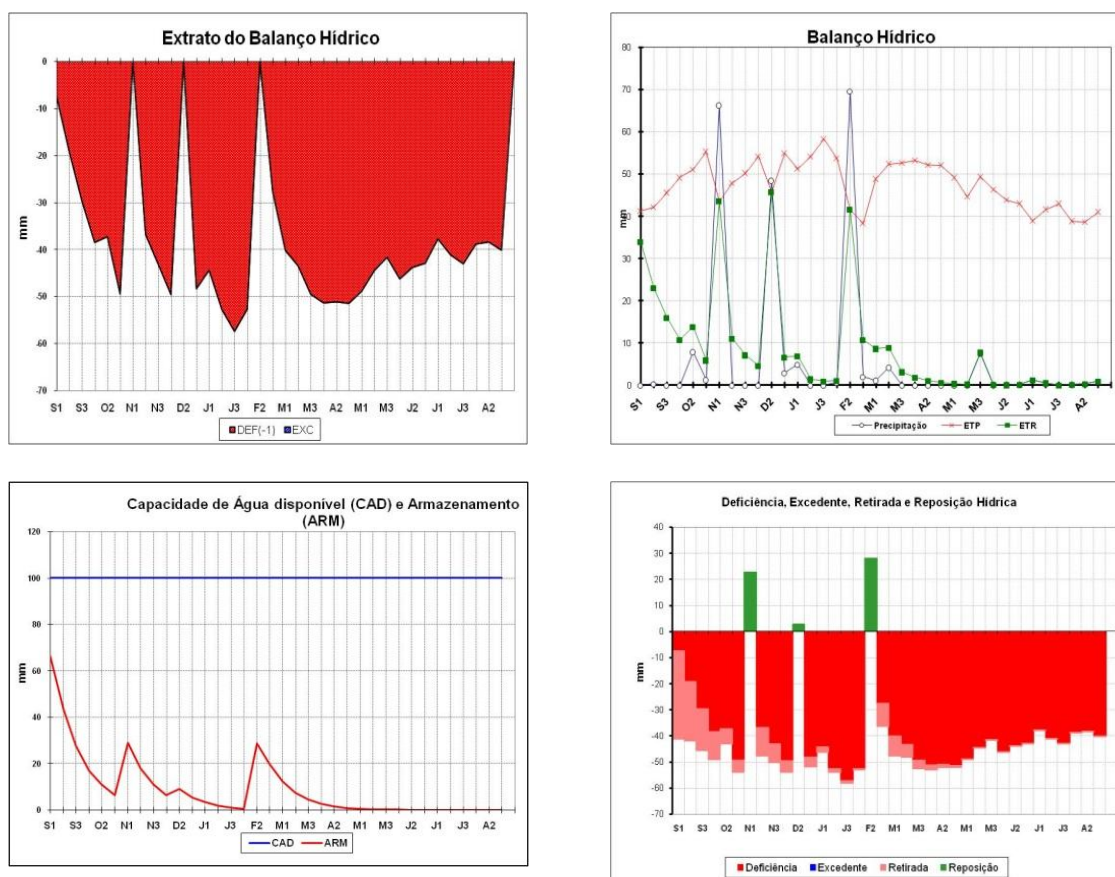 Extrato do Balanço Hídrico
0
-10
-20
-30
-40
-50
-60
-70
mm
S1 S3 O2 N1 N3 D2 J1 J3 F2 M1 M3 A2 M1 M3 J2 J1 J3 A2
DEF(-1) EXC
Balanço Hídrico
80
70
60
50
40
30
20
10
0
mm
S1 S3 O2 N1 N3 D2 J1 J3 F2 M1 M3 A2 M1 M3 J2 J1 J3 A2
Precipitação ETP ETR
Capacidade de Água disponível (CAD) e Armazenamento
(ARM)
120
100
80
60
40
20
0
mm
S1 S3 O2 N1 N3 D2 J1 J3 F2 M1 M3 A2 M1 M3 J2 J1 J3 A2
CAD ARM
Deficiência, Excedente, Retirada e Reposição Hídrica
40
30
20
10
0
-10
-20
-30
-40
-50
-60
-70
mm
S1 S3 O2 N1 N3 D2 J1 J3 F2 M1 M3 A2 M1 M3 J2 J1 J3 A2
Deficiência Excedente Retirada Reposição